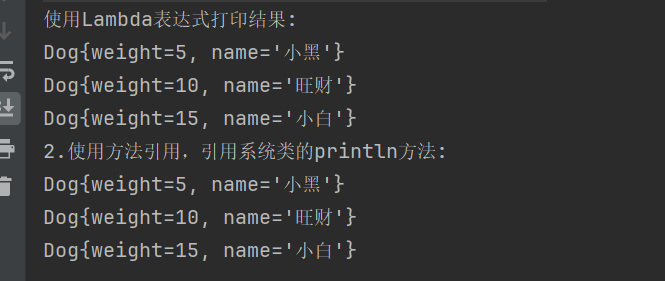 使用Lambda表达式打印结果:
Dog{weight=5, name='小黑'}
Dog{weight=10, name='旺财'}
Dog{weight=15, name='小白'}
2.使用方法引用，引用系统类的println方法:
Dog{weight=5, name='小黑'}
Dog{weight=10, name='旺财'}
Dog{weight=15, name='小白'}